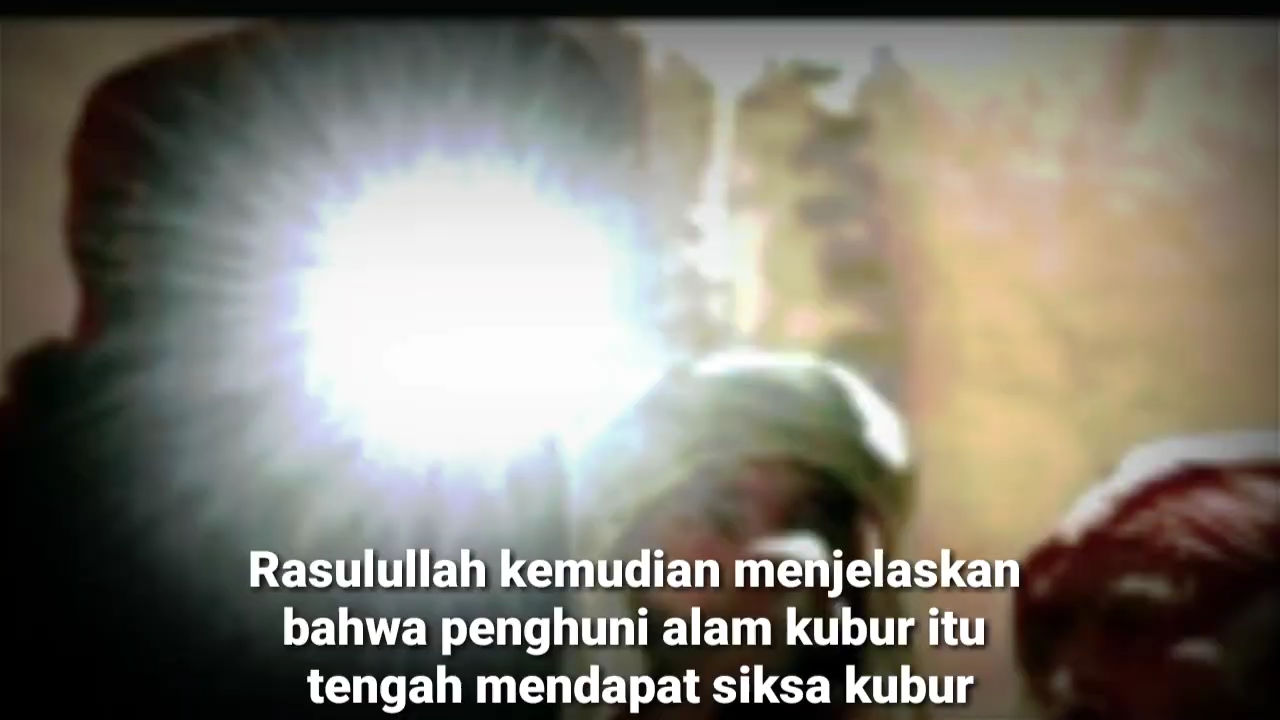 Rasulullah kemudian menjelaskan
bahwa penghuni alam kubur itu
tengah mendapat siksa kubur